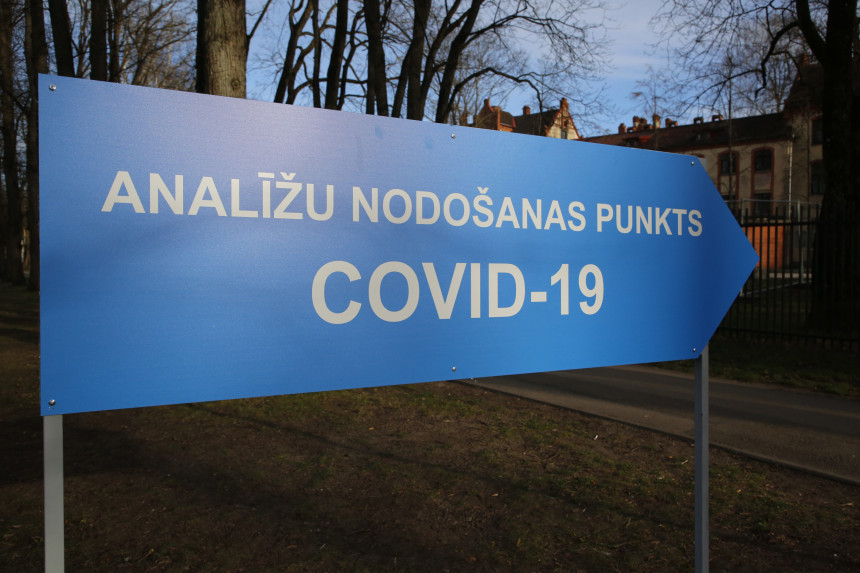 ANALĪŽU NODOŠANAS PUNKTS
COVID-19